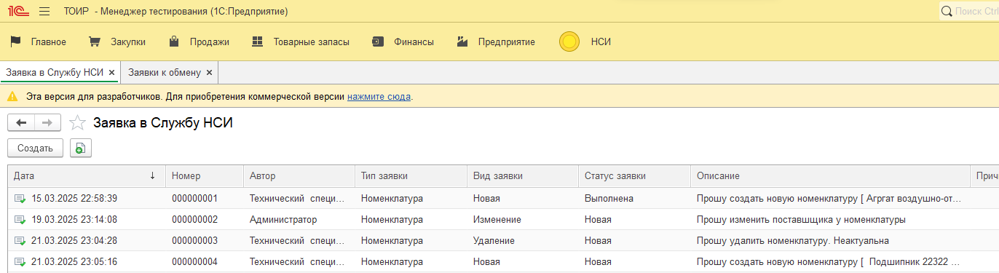 1С ТОИР - Менеджер тестирования (1С:Предприятие) Поиск Ctrl
Главное Закупки Продажи Товарные запасы Финансы Предприятие НСИ
Заявка в Службу НСИ × Заявки к обмену ×
Эта версия для разработчиков. Для приобретения коммерческой версии нажмите сюда.
Заявка в Службу НСИ
Создать
Дата ↓ Номер Автор Тип заявки Вид заявки Статус заявки Описание Прич
15.03.2025 22:58:39 000000001 Технический специ... Номенклатура Новая Выполнена Прошу создать новую номенклатуру [ Агргат воздушно-от...
19.03.2025 23:14:08 000000002 Администратор Номенклатура Изменение Новая Прошу изменить поставшщика у номенклатуры
21.03.2025 23:04:28 000000003 Технический специ... Номенклатура Удаление Новая Прошу удалить номенклатуру. Неактуальна
21.03.2025 23:05:16 000000004 Технический специ... Номенклатура Новая Новая Прошу создать новую номенклатуру [ Подшипник 22322 ...